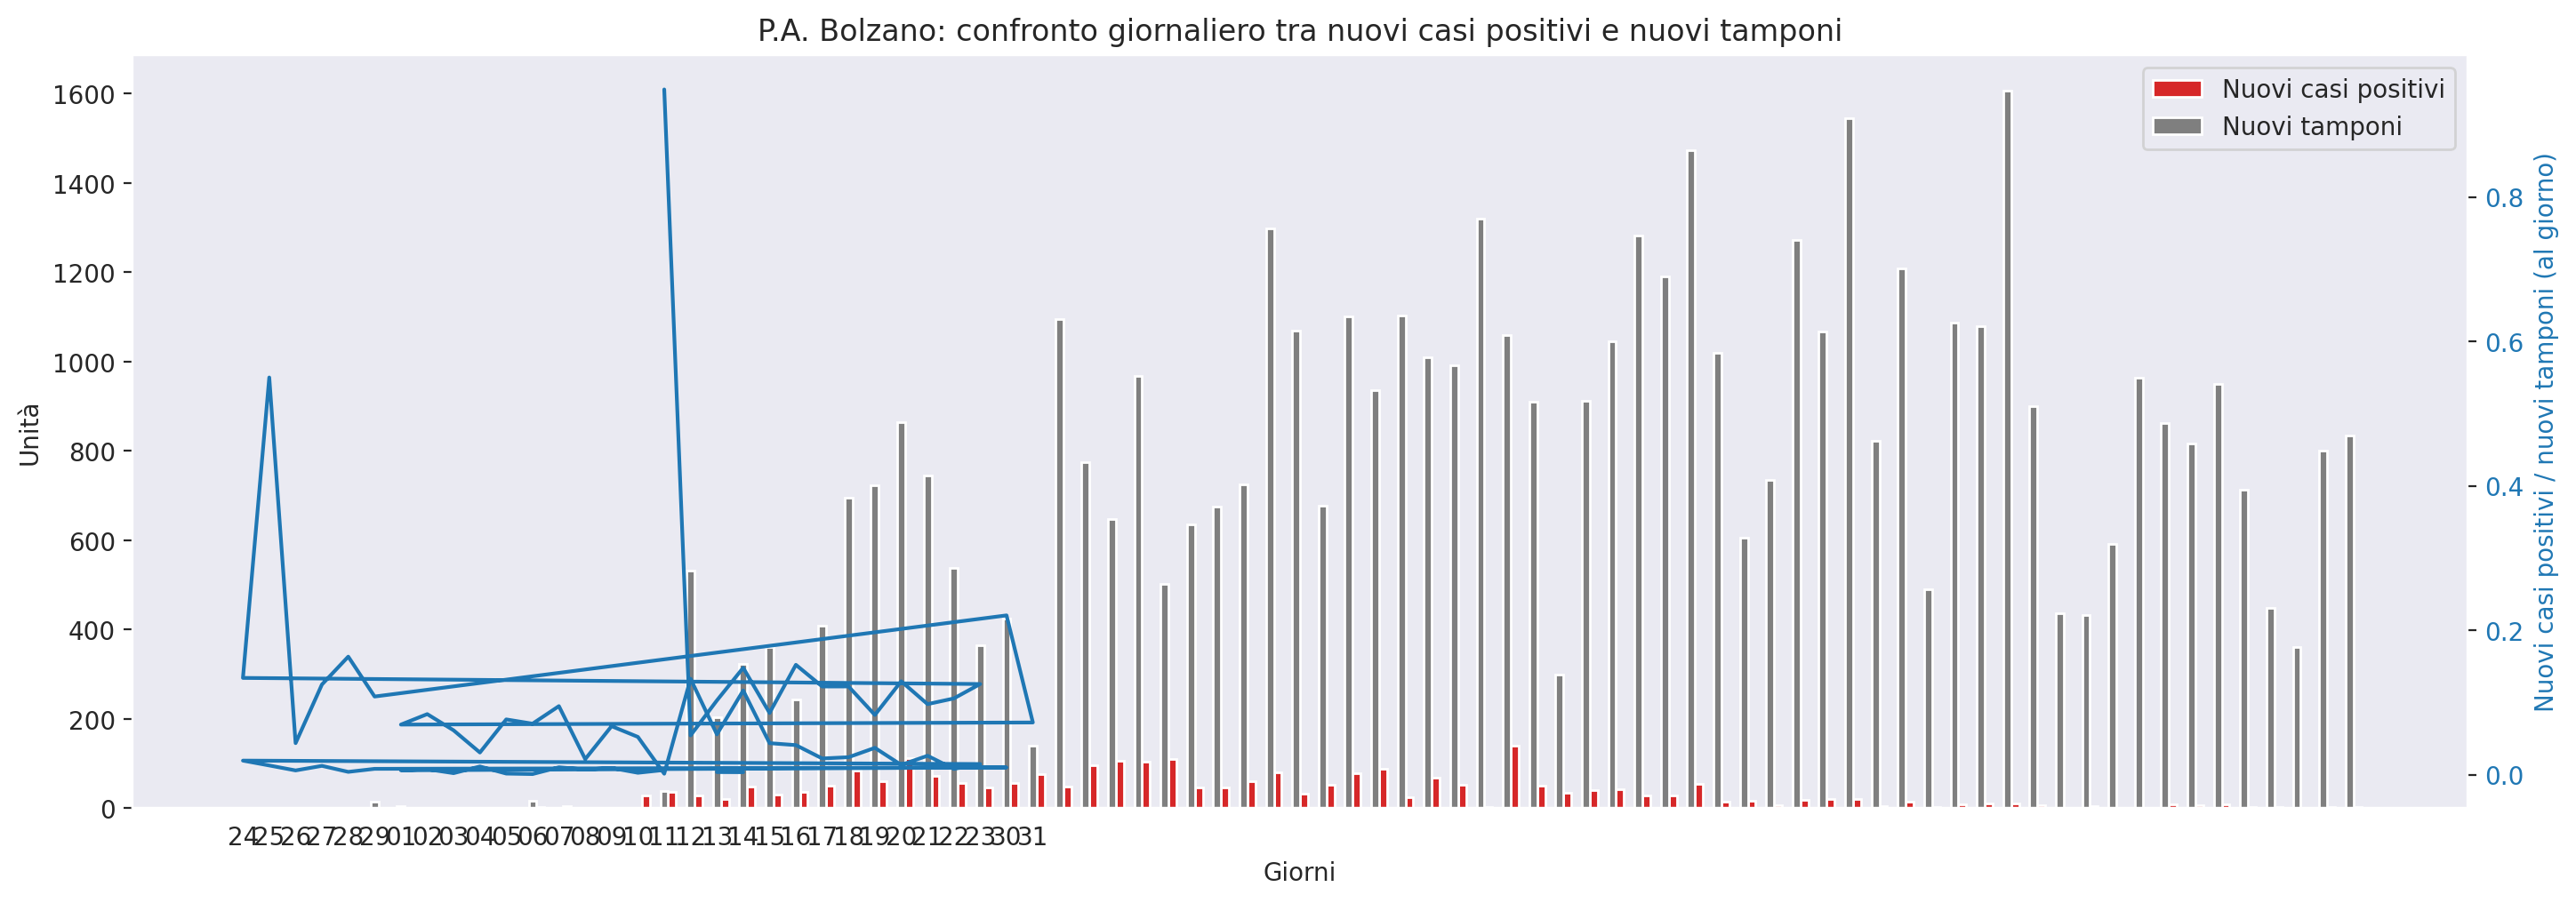 P.A. Bolzano: confronto giornaliero tra nuovi casi positivi e nuovi tamponi
Nuovi casi positivi
Nuovi tamponi
Unità
1600
1400
1200
1000
800
600
400
200
0
0.8
0.6
0.4
0.2
0.0
Nuovi casi positivi / nuovi tamponi (al giorno)
24 25 26 27 28 29 01 02 03 04 05 06 07 08 09 10 11 12 13 14 15 16 17 18 19 20 21 22 23 30 31
Giorni